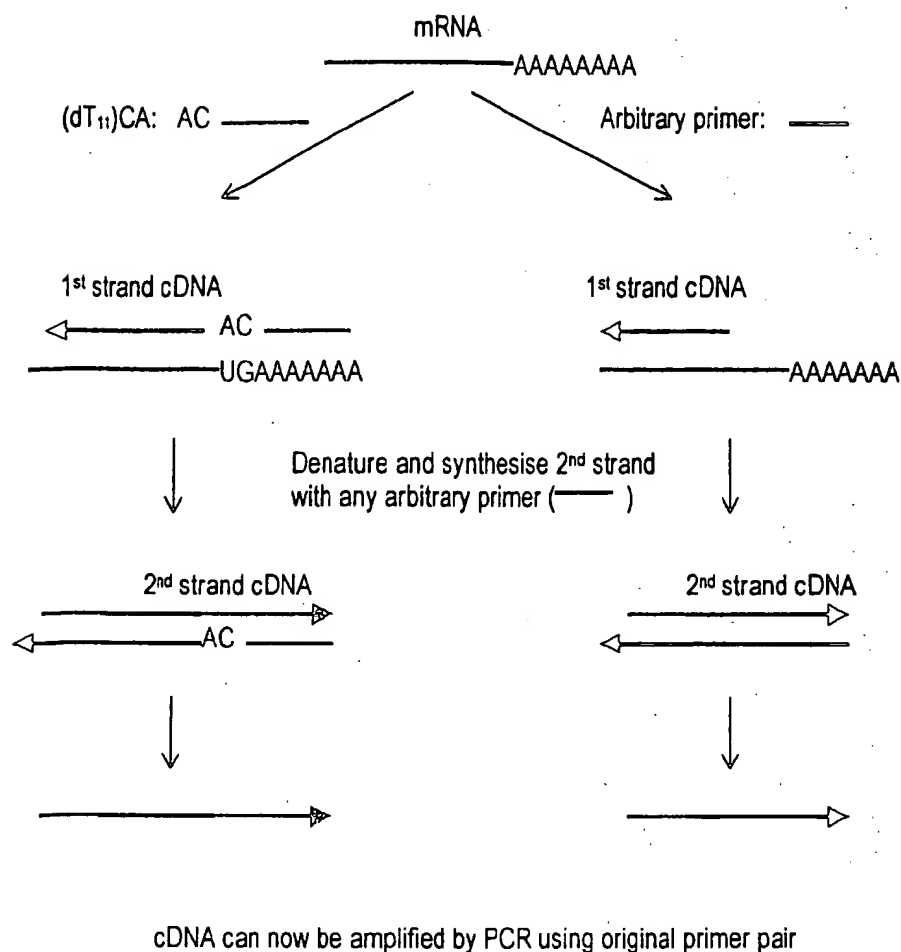 mRNA
AAAAAAAA
(dT₁₁)CA: AC
Arbitrary primer:
1st strand cDNA
1st strand cDNA
AC
UGAAAAAAA
AAAAAAA
Denature and synthesise 2nd strand
with any arbitrary primer ( )
2nd strand cDNA
2nd strand cDNA
AC
cDNA can now be amplified by PCR using original primer pair